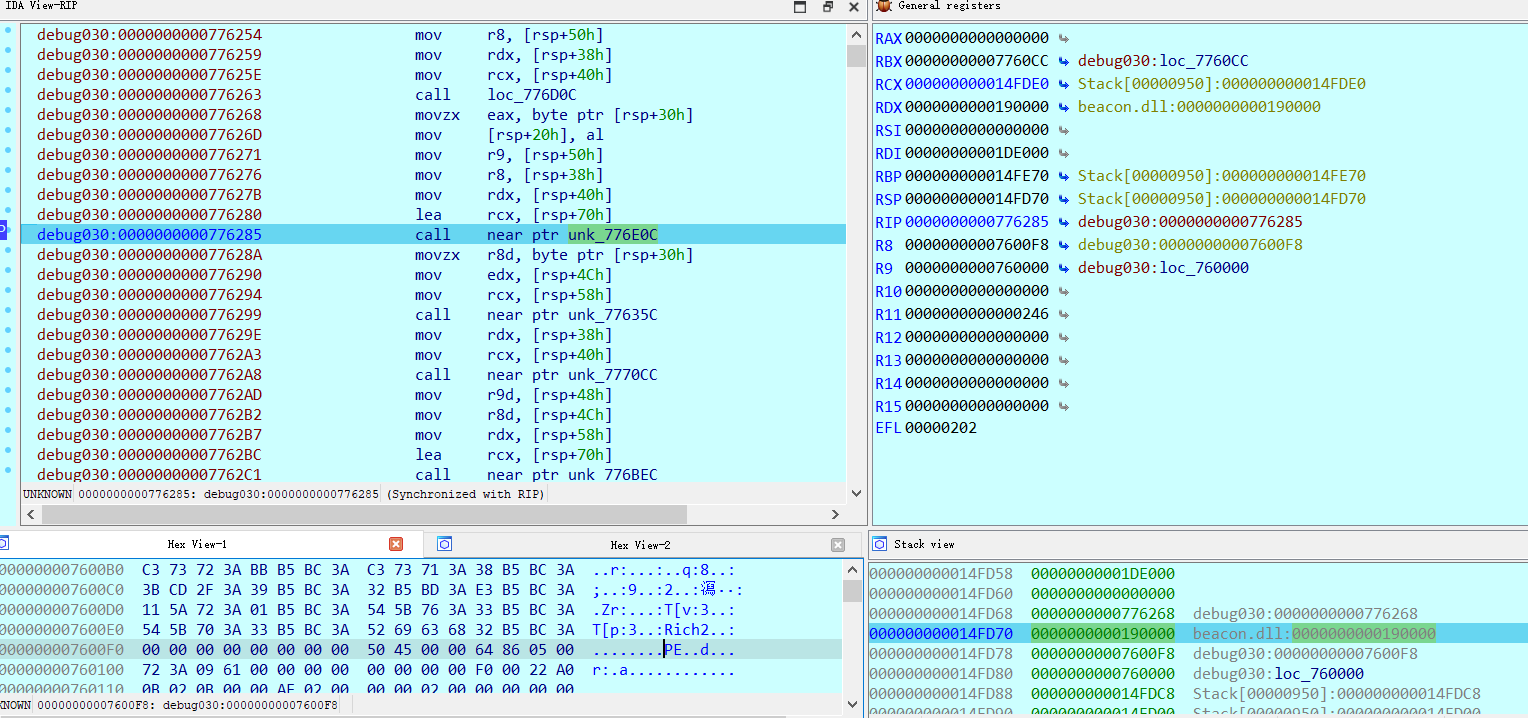 IDA View-RIP
debug030:0000000000776254 mov r8, [rsp+50h]
debug030:0000000000776259 mov rdx, [rsp+38h]
debug030:000000000077625E mov rcx, [rsp+40h]
debug030:0000000000776263 call loc_776D0C
debug030:0000000000776268 movzx eax, byte ptr [rsp+30h]
debug030:000000000077626D mov [rsp+20h], al
debug030:0000000000776271 mov r9, [rsp+50h]
debug030:0000000000776276 mov r8, [rsp+38h]
debug030:000000000077627B mov rdx, [rsp+40h]
debug030:0000000000776280 lea rcx, [rsp+70h]
debug030:0000000000776285 call near ptr unk_776E0C
debug030:000000000077628A movzx r8d, byte ptr [rsp+30h]
debug030:0000000000776290 mov edx, [rsp+4Ch]
debug030:0000000000776294 mov rcx, [rsp+58h]
debug030:0000000000776299 call near ptr unk_77635C
debug030:000000000077629E mov rdx, [rsp+38h]
debug030:00000000007762A3 mov rcx, [rsp+40h]
debug030:00000000007762A8 call near ptr unk_7770CC
debug030:00000000007762AD mov r9d, [rsp+48h]
debug030:00000000007762B2 mov r8d, [rsp+4Ch]
debug030:00000000007762B7 mov rdx, [rsp+58h]
debug030:00000000007762BC lea rcx, [rsp+70h]
debug030:00000000007762C1 call near ptr unk_776BEC
UNKNOWN 0000000000776285: debug030:0000000000776285 (Synchronized with RIP)
General registers
RAX 0000000000000000
RBX 00000000007760CC debug030:loc_7760CC
RCX 000000000014FDE0 Stack[00000950]:000000000014FDE0
RDX 0000000000190000 beacon.dll:0000000000190000
RSI 0000000000000000
RDI 00000000001DE000
RBP 000000000014FE70 Stack[00000950]:000000000014FE70
RSP 000000000014FD70 Stack[00000950]:000000000014FD70
RIP 0000000000776285 debug030:0000000000776285
R8 00000000007600F8 debug030:00000000007600F8
R9 0000000000760000 debug030:loc_760000
R10 0000000000000000
R11 0000000000000246
R12 0000000000000000
R13 0000000000000000
R14 0000000000000000
R15 0000000000000000
EFL 00000202
Hex View-1
Hex View-2
000000007600B0 C3 73 72 3A BB B5 BC 3A C3 73 71 3A 38 B5 BC 3A ..r:...:..q:8..:
000000007600C0 3B CD 2F 3A 39 B5 BC 3A 32 B5 BD 3A E3 B5 BC 3A
000000007600D0 11 5A 72 3A 01 B5 BC 3A 54 5B 76 3A 33 B5 BC 3A .Zr:...:T[v:3..:
000000007600E0 54 5B 70 3A 33 B5 BC 3A 52 69 63 68 32 B5 BC 3A T[p:3..:Rich2..:
000000007600F0 00 00 00 00 00 00 00 00 50 45 00 00 64 86 05 00 ........PE..d...
00000000760100 72 3A 09 61 00 00 00 00 00 00 00 00 F0 00 22 A0 r:.a............
00000000760110 0B 02 0B 00 00 AE 02 00 00 00 02 00 00 00 00 00
KNOWN 00000000007600F8: debug030:00000000007600F8
Stack view
000000000014FD58 00000000001DE000
000000000014FD60 0000000000000000
000000000014FD68 0000000000776268 debug030:0000000000776268
000000000014FD70 0000000000190000 beacon.dll:0000000000190000
000000000014FD78 00000000007600F8 debug030:00000000007600F8
000000000014FD80 0000000000760000 debug030:loc_760000
000000000014FD88 000000000014FDC8 Stack[00000950]:000000000014FDC8